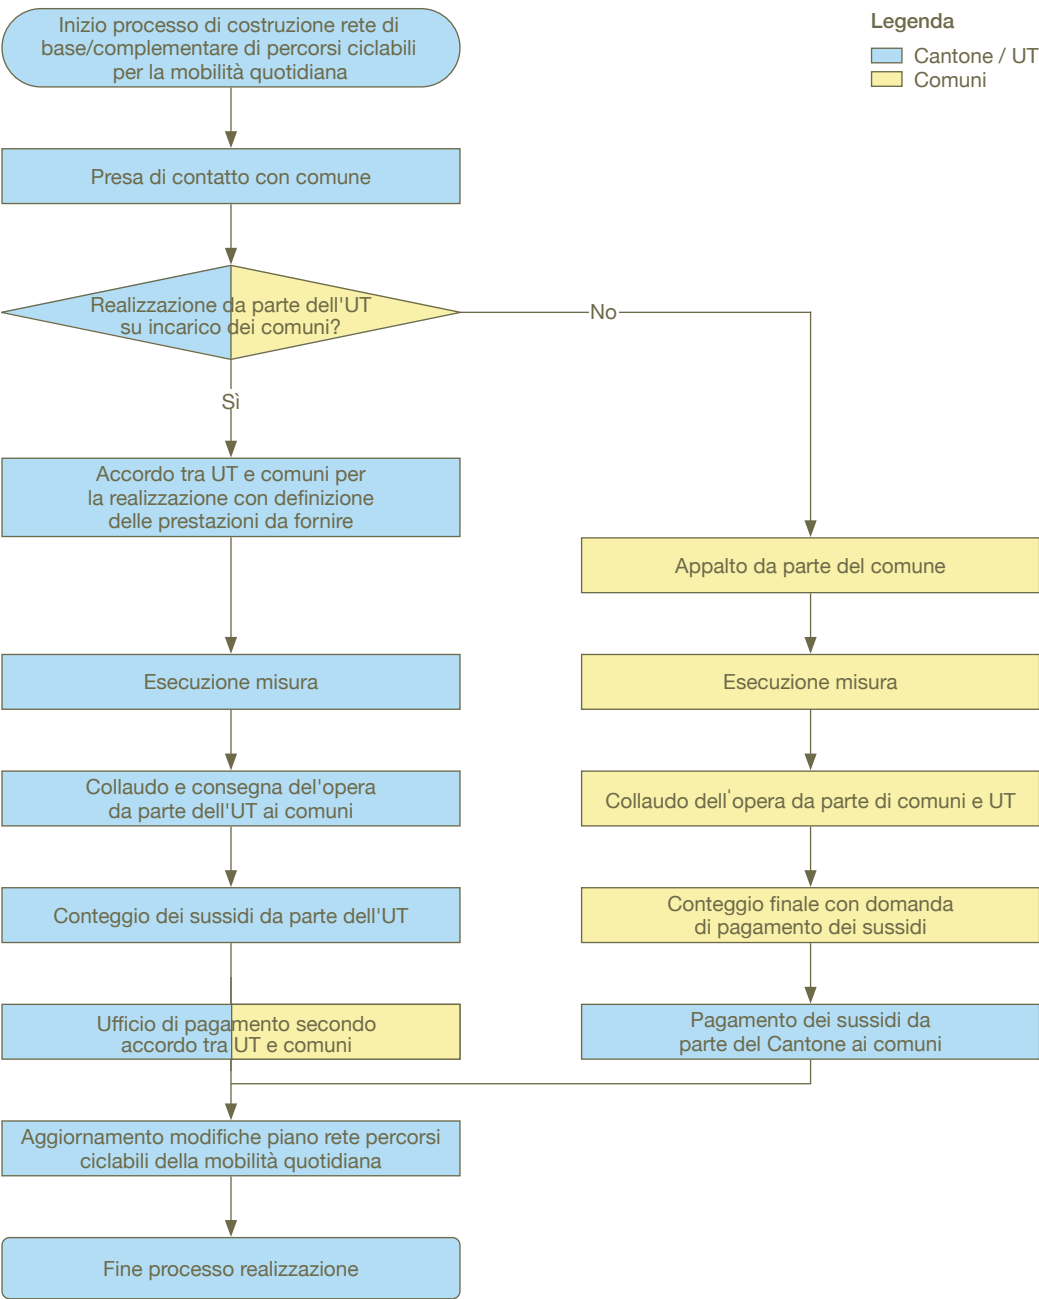 Inizio processo di costruzione rete di
base/complementare di percorsi ciclabili
per la mobilità quotidiana
Legenda
Cantone / UT
Comuni
Presa di contatto con comune
Realizzazione da parte dell'UT
su incarico dei comuni?
No
Sì
Accordo tra UT e comuni per
la realizzazione con definizione
delle prestazioni da fornire
Appalto da parte del comune
Esecuzione misura
Esecuzione misura
Collaudo e consegna del'opera
da parte dell'UT ai comuni
Collaudo dell'opera da parte di comuni e UT
Conteggio dei sussidi da parte dell'UT
Conteggio finale con domanda
di pagamento dei sussidi
Ufficio di pagamento secondo
accordo tra UT e comuni
Pagamento dei sussidi da
parte del Cantone ai comuni
Aggiornamento modifiche piano rete percorsi
ciclabili della mobilità quotidiana
Fine processo realizzazione